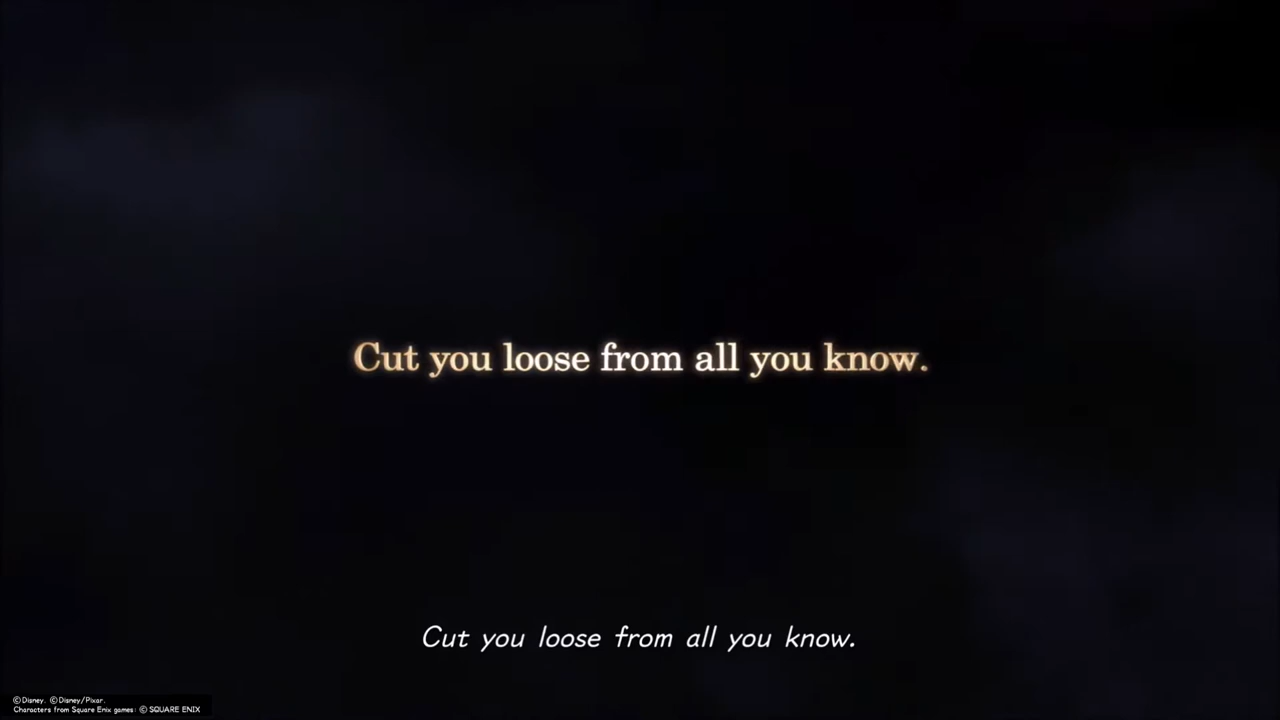 Cut you loose from all you know.
Cut you loose from all you know.
©Disney. ©Disney/Pixar.
Characters from Square Enix games: © SQUARE ENIX